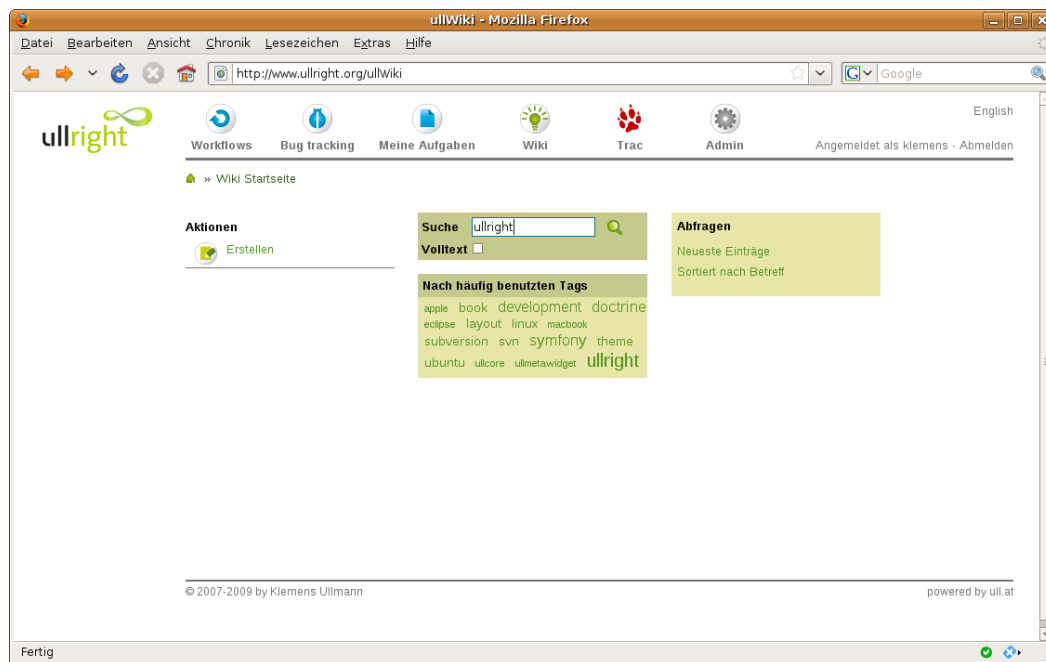 ullWiki - Mozilla Firefox
Datei Bearbeiten Ansicht Chronik Lesezeichen Extras Hilfe
http://www.ullright.org/ullWiki
G Google
ullright
English
Workflows Bug tracking Meine Aufgaben Wiki Trac Admin
Angemeldet als klemens · Abmelden
» Wiki Startseite
Aktionen
Erstellen
Suche ullright
Volltext
Nach häufig benutzten Tags
apple book development doctrine
eclipse layout linux macbook
subversion svn symfony theme
ubuntu ullcore ullmetawidget ullright
Abfragen
Neueste Einträge
Sortiert nach Betreff
© 2007-2009 by Klemens Ullmann
powered by ull.at
Fertig